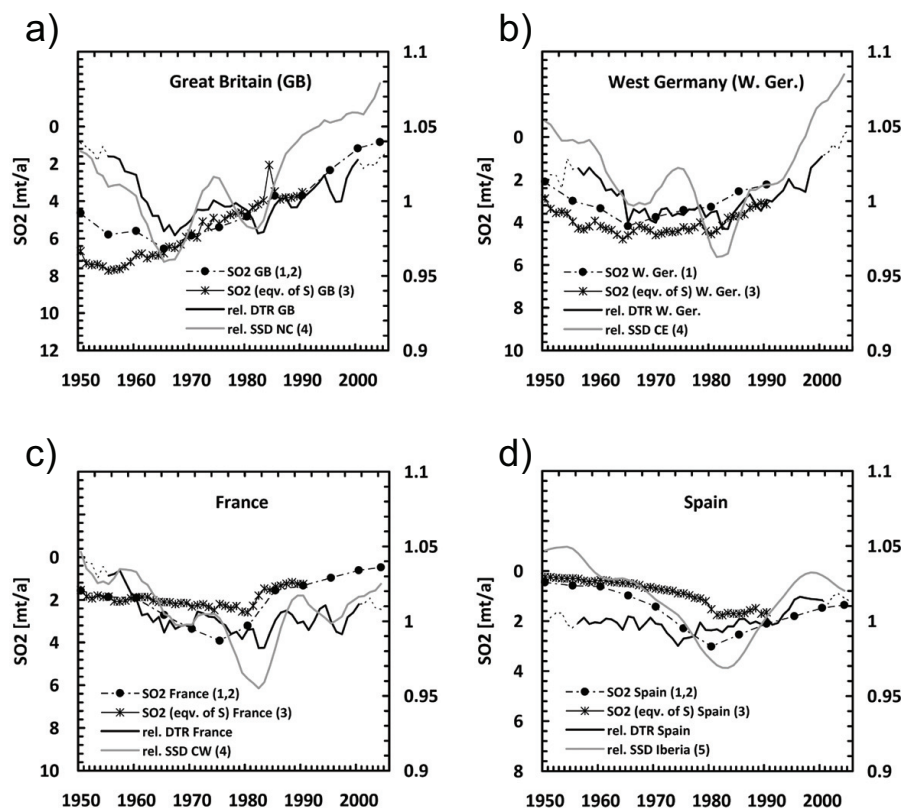 a)
Great Britain (GB)
SO2 [mt/a]
0
2
4
6
8
10
12
1.1
1.05
1
0.95
0.9
SO2 GB (1,2)
SO2 (eqv. of S) GB (3)
rel. DTR GB
rel. SSD NC (4)
1950 1960 1970 1980 1990 2000
b)
West Germany (W. Ger.)
SO2 [mt/a]
0
2
4
6
8
10
1.1
1.05
1
0.95
0.9
SO2 W. Ger. (1)
SO2 (eqv. of S) W. Ger. (3)
rel. DTR W. Ger.
rel. SSD CE (4)
1950 1960 1970 1980 1990 2000
c)
France
SO2 [mt/a]
0
2
4
6
8
10
1.1
1.05
1
0.95
0.9
SO2 France (1,2)
SO2 (eqv. of S) France (3)
rel. DTR France
rel. SSD CW (4)
1950 1960 1970 1980 1990 2000
d)
Spain
SO2 [mt/a]
0
2
4
6
8
1.1
1.05
1
0.95
0.9
SO2 Spain (1,2)
SO2 (eqv. of S) Spain (3)
rel. DTR Spain
rel. SSD Iberia (5)
1950 1960 1970 1980 1990 2000